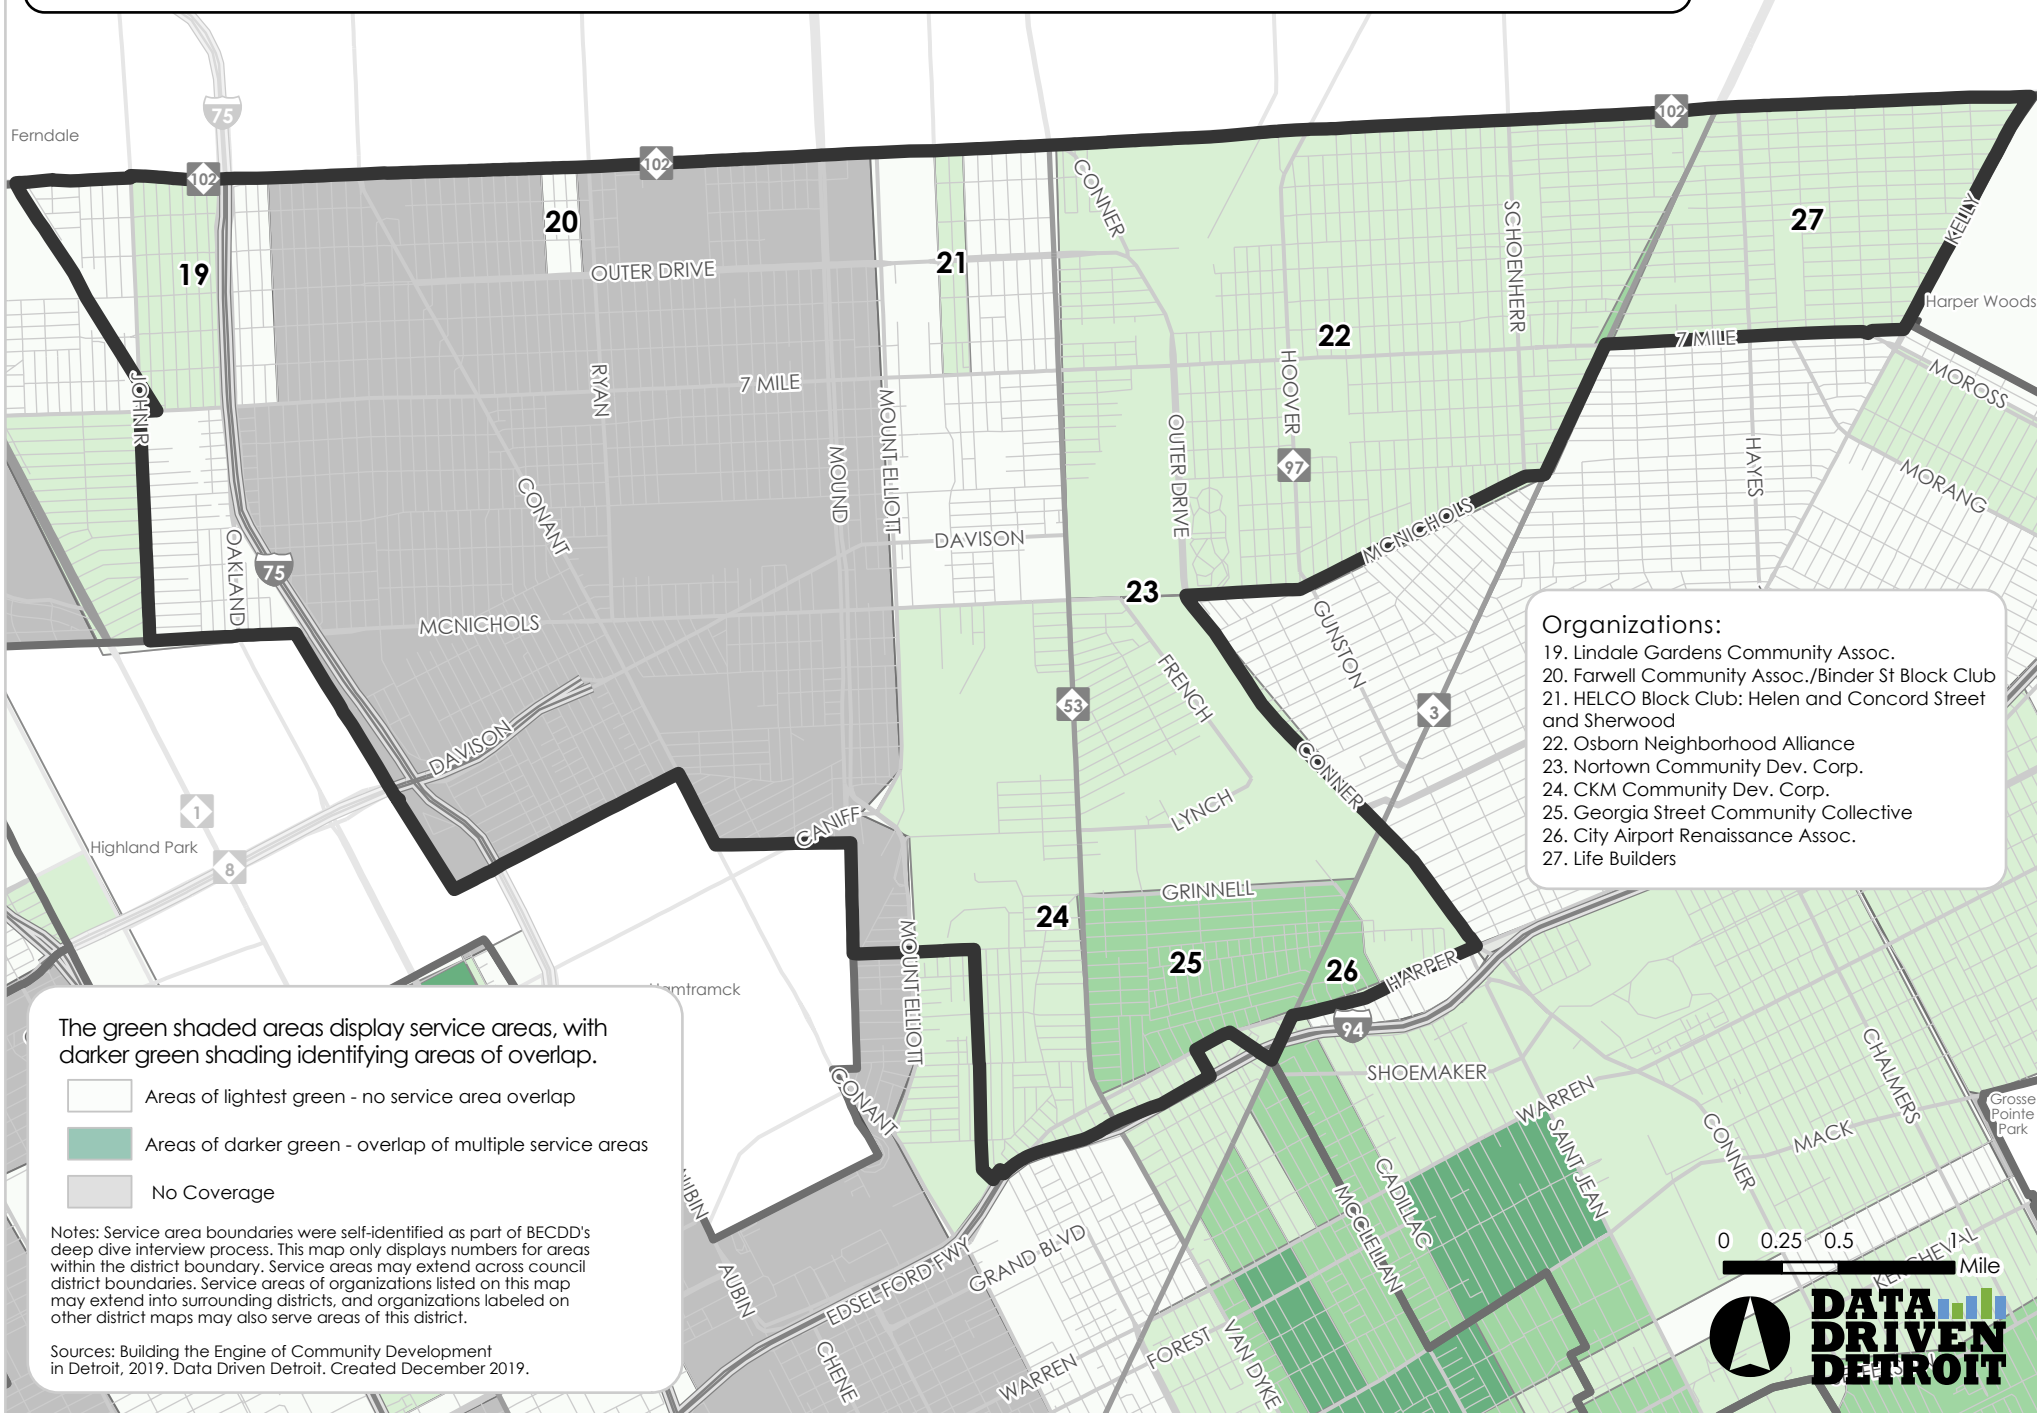 Ferndale
75
102
102
102
CONNER
KELLY
SCHOENHERR
20
27
19
21
OUTER DRIVE
Harper Woods
22
7 MILE
7 MILE
JOHN R
RYAN
MOUNT ELLIOTT
HOOVER
MOROSS
OUTER DRIVE
MOUND
97
HAYES
MORANG
CONANT
MCNICHOLS
DAVISON
OAKLAND
75
23
MCNICHOLS
GUNSTON
FRENCH
53
3
DAVISON
CONNER
LYNCH
CANIFF
1
Highland Park
8
GRINNELL
24
25
26
HARPER
MOUNT ELLIOTT
94
CONANT
SHOEMAKER
WARREN
CHALMERS
Grosse
Pointe
Park
SAINT JEAN
CONNER
MACK
CADILLAC
MCCLELLAN
AUBIN
EDSEL FORD FWY
GRAND BLVD
CHENE
WARREN
FOREST
VAN DYKE
Organizations:
19. Lindale Gardens Community Assoc.
20. Farwell Community Assoc./Binder St Block Club
21. HELCO Block Club: Helen and Concord Street
and Sherwood
22. Osborn Neighborhood Alliance
23. Nortown Community Dev. Corp.
24. CKM Community Dev. Corp.
25. Georgia Street Community Collective
26. City Airport Renaissance Assoc.
27. Life Builders
The green shaded areas display service areas, with
darker green shading identifying areas of overlap.
Areas of lightest green - no service area overlap
Areas of darker green - overlap of multiple service areas
No Coverage
Notes: Service area boundaries were self-identified as part of BECDD's
deep dive interview process. This map only displays numbers for areas
within the district boundary. Service areas may extend across council
district boundaries. Service areas of organizations listed on this map
may extend into surrounding districts, and organizations labeled on
other district maps may also serve areas of this district.
Sources: Building the Engine of Community Development
in Detroit, 2019. Data Driven Detroit. Created December 2019.
0 0.25 0.5 1
Mile
DATA
DRIVEN
DETROIT